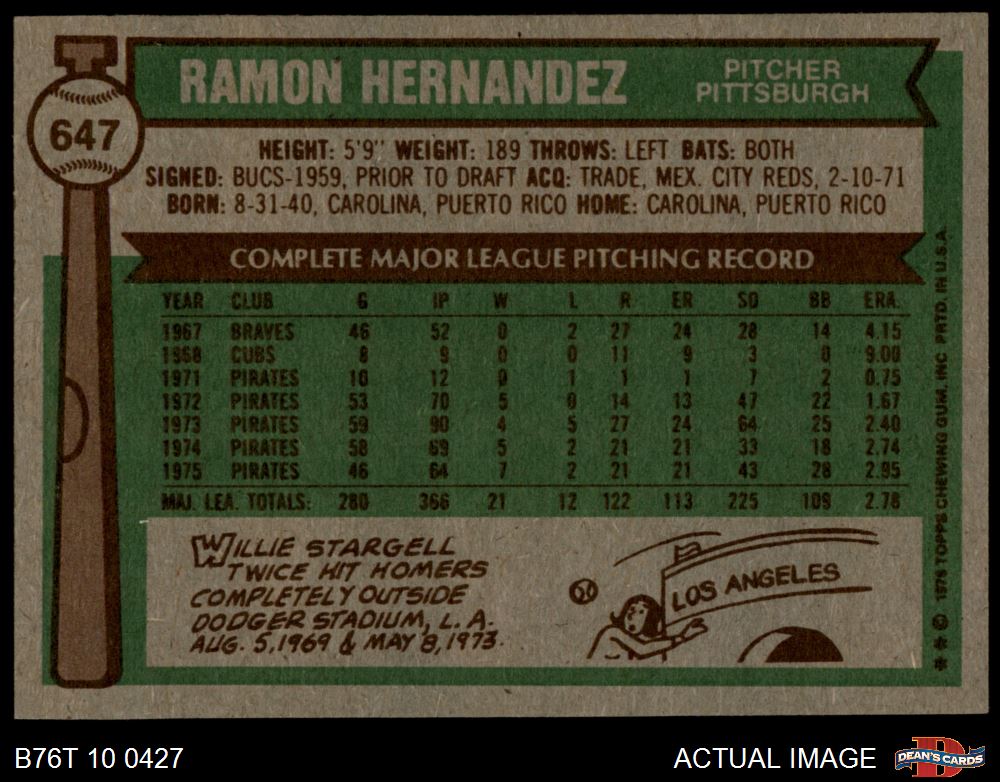 RAMON HERNANDEZ
PITCHER
PITTSBURGH
647
HEIGHT: 5'9" WEIGHT: 189 THROWS: LEFT BATS: BOTH
SIGNED: BUCS-1959, PRIOR TO DRAFT ACQ: TRADE, MEX. CITY REDS, 2-10-71
BORN: 8-31-40, CAROLINA, PUERTO RICO HOME: CAROLINA, PUERTO RICO
COMPLETE MAJOR LEAGUE PITCHING RECORD
YEAR CLUB G IP W L R ER SO BB ERA.
1967 BRAVES 46 52 0 2 27 24 28 14 4.15
1968 CUBS 8 9 0 0 11 9 3 0 9.00
1971 PIRATES 10 12 0 1 1 1 7 2 0.75
1972 PIRATES 53 70 5 0 14 13 47 22 1.67
1973 PIRATES 59 90 4 5 27 24 64 25 2.40
1974 PIRATES 58 69 5 2 21 21 33 18 2.74
1975 PIRATES 46 64 7 2 21 21 43 28 2.95
MAJ. LEA. TOTALS: 280 366 21 12 122 113 225 109 2.78
WILLIE STARGELL
TWICE HIT HOMERS
COMPLETELY OUTSIDE
DODGER STADIUM, L.A.
AUG. 5, 1969 & MAY 8, 1973.
LOS ANGELES
** © 1976 TOPPS CHEWING GUM, INC. PRTD. IN U.S.A.
B76T 10 0427
ACTUAL IMAGE
D
DEAN'S CARDS